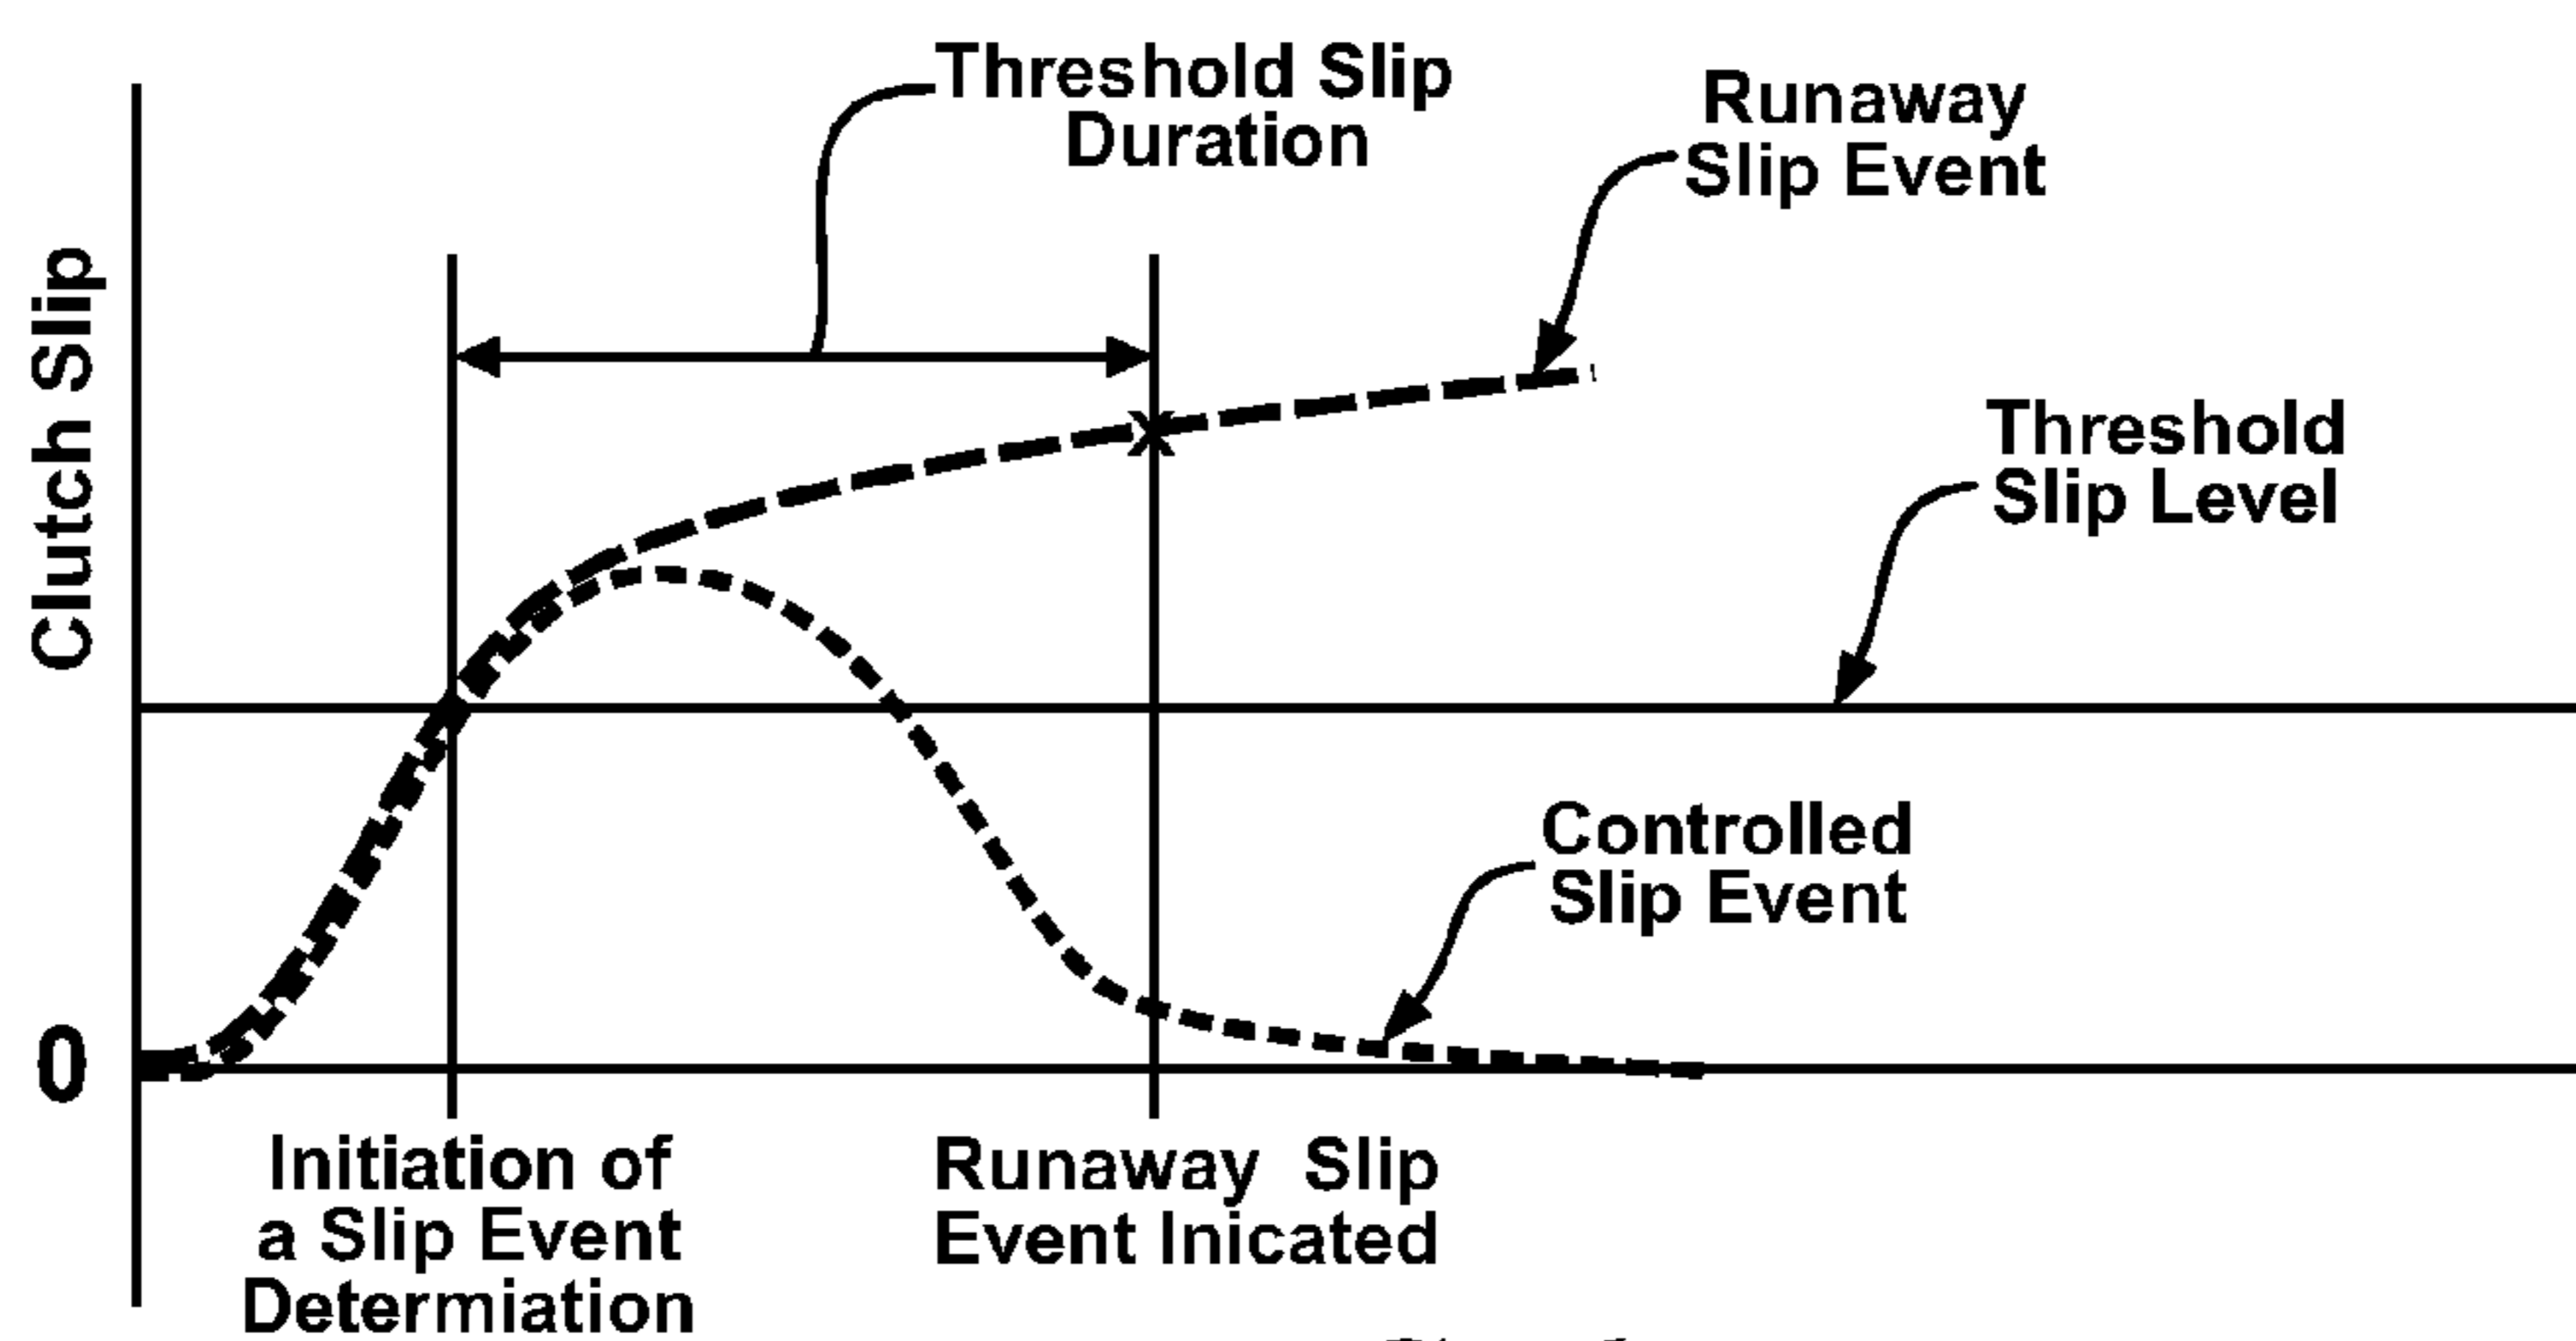 Threshold Slip
Duration
Runaway
Slip Event
Threshold
Slip Level
Clutch Slip
Controlled
Slip Event
0
Initiation of
a Slip Event
Determiation
Runaway Slip
Event Inicated